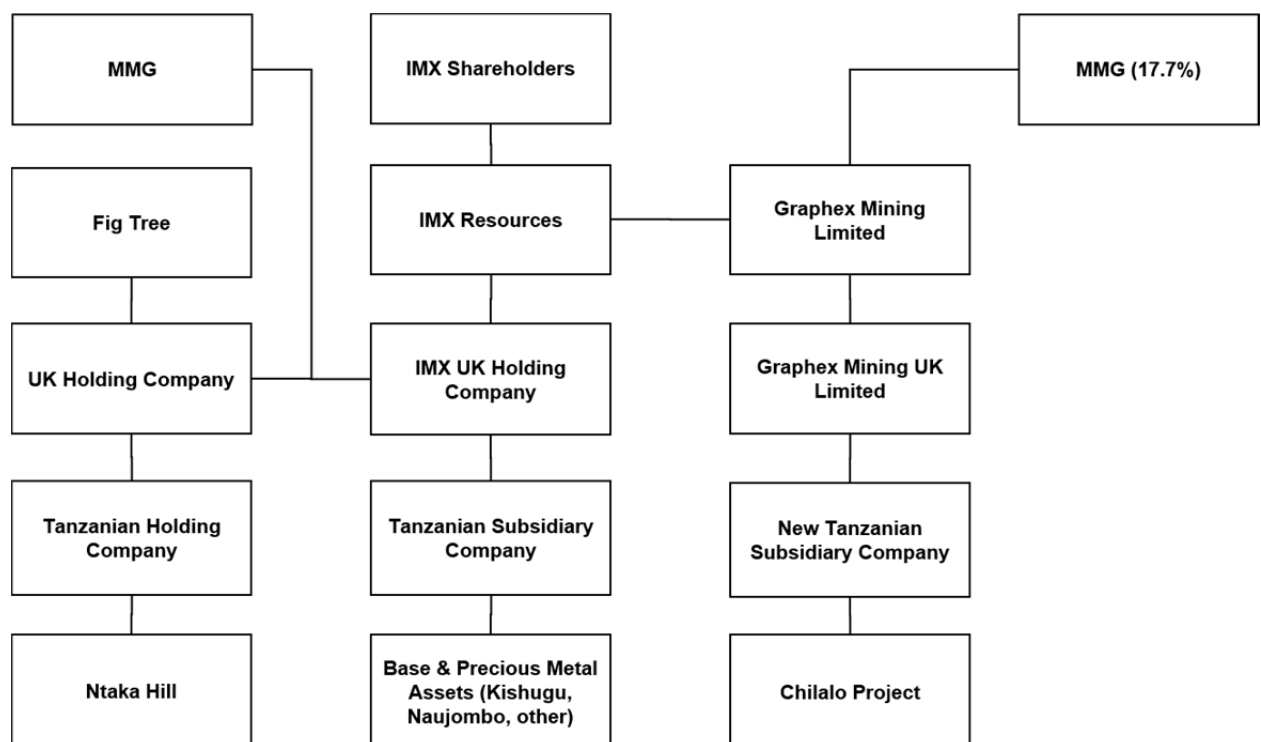 MMG
IMX Shareholders
MMG (17.7%)
Fig Tree
IMX Resources
Graphex Mining
Limited
UK Holding Company
IMX UK Holding
Company
Graphex Mining UK
Limited
Tanzanian Holding
Company
Tanzanian Subsidiary
Company
New Tanzanian
Subsidiary Company
Ntaka Hill
Base & Precious Metal
Assets (Kishugu,
Naujombo, other)
Chilalo Project